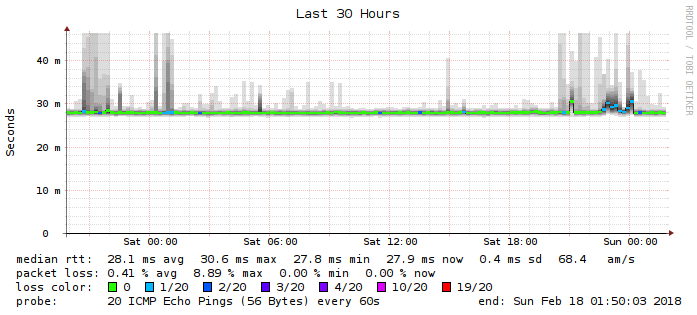 Last 30 Hours
RRDTOOL / TOBI OETIKER
Seconds
40 m
30 m
20 m
10 m
0
Sat 00:00 Sat 06:00 Sat 12:00 Sat 18:00 Sun 00:00
median rtt: 28.1 ms avg 30.6 ms max 27.8 ms min 27.9 ms now 0.4 ms sd 68.4 am/s
packet loss: 0.41 % avg 8.89 % max 0.00 % min 0.00 % now
loss color: 0 1/20 2/20 3/20 4/20 10/20 19/20
probe: 20 ICMP Echo Pings (56 Bytes) every 60s end: Sun Feb 18 01:50:03 2018